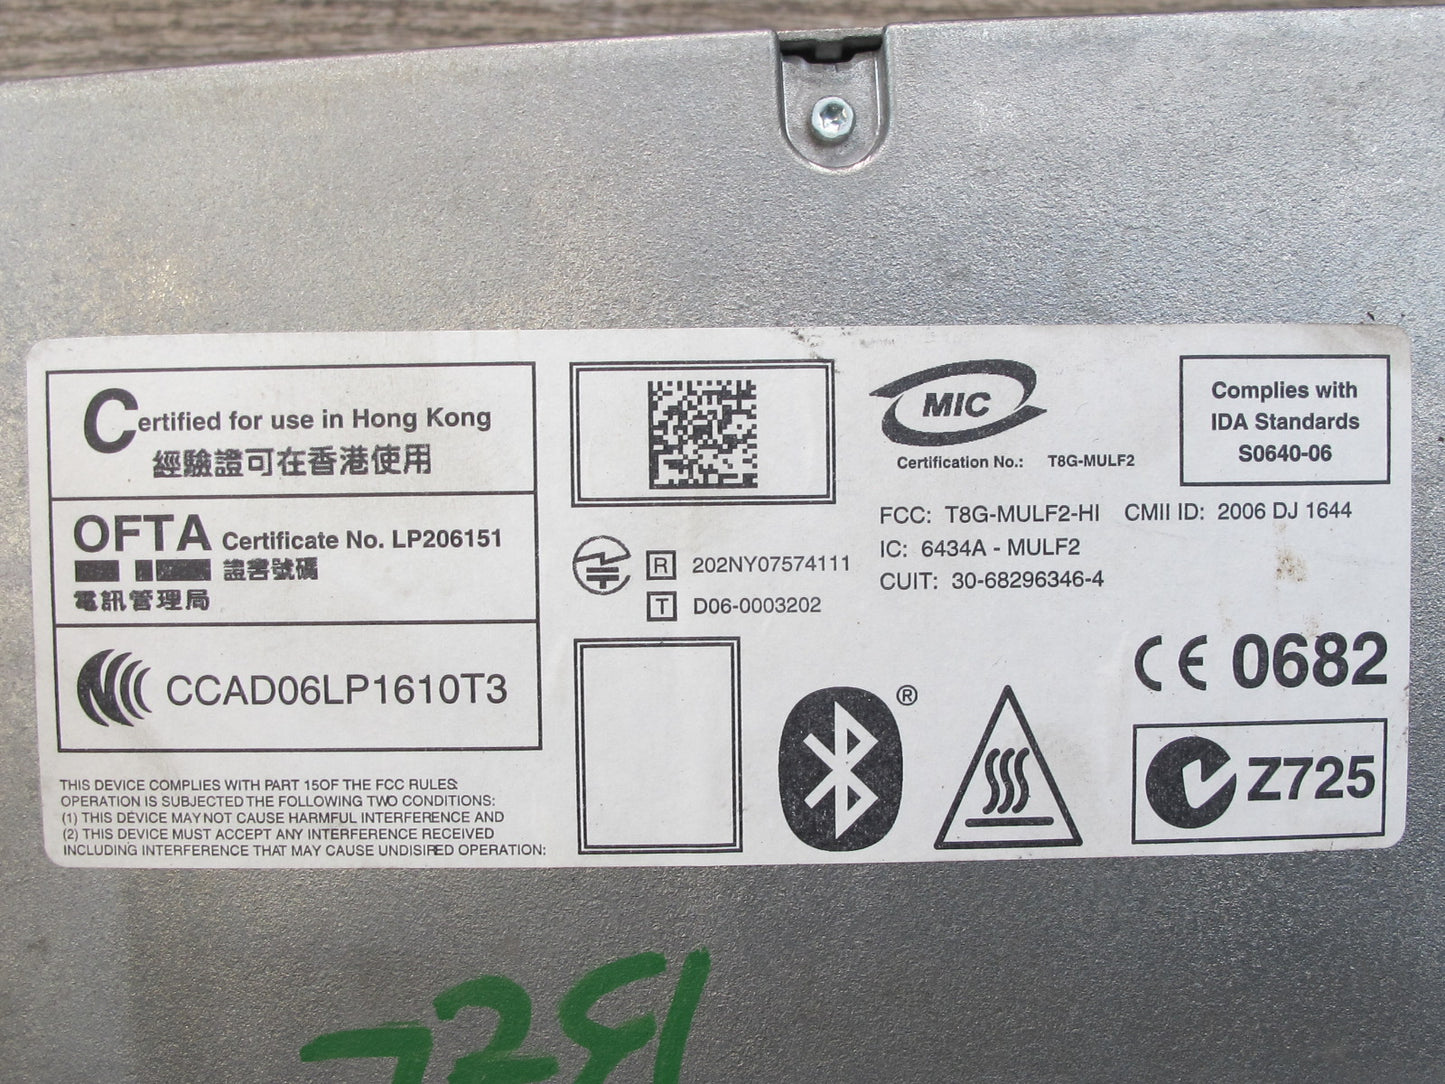 Certified for use in Hong Kong
經驗證可在香港使用
OFTA Certificate No. LP206151
證書號碼
電訊管理局
CCAD06LP1610T3
THIS DEVICE COMPLIES WITH PART 15OF THE FCC RULES:
OPERATION IS SUBJECTED THE FOLLOWING TWO CONDITIONS:
(1) THIS DEVICE MAY NOT CAUSE HARMFUL INTERFERENCE AND
(2) THIS DEVICE MUST ACCEPT ANY INTERFERENCE RECEIVED
INCLUDING INTERFERENCE THAT MAY CAUSE UNDISIRED OPERATION:
R 202NY07574111
T D06-0003202
MIC
Certification No.: T8G-MULF2
Complies with
IDA Standards
S0640-06
FCC: T8G-MULF2-HI CMII ID: 2006 DJ 1644
IC: 6434A - MULF2
CUIT: 30-68296346-4
CE 0682
®
Z725